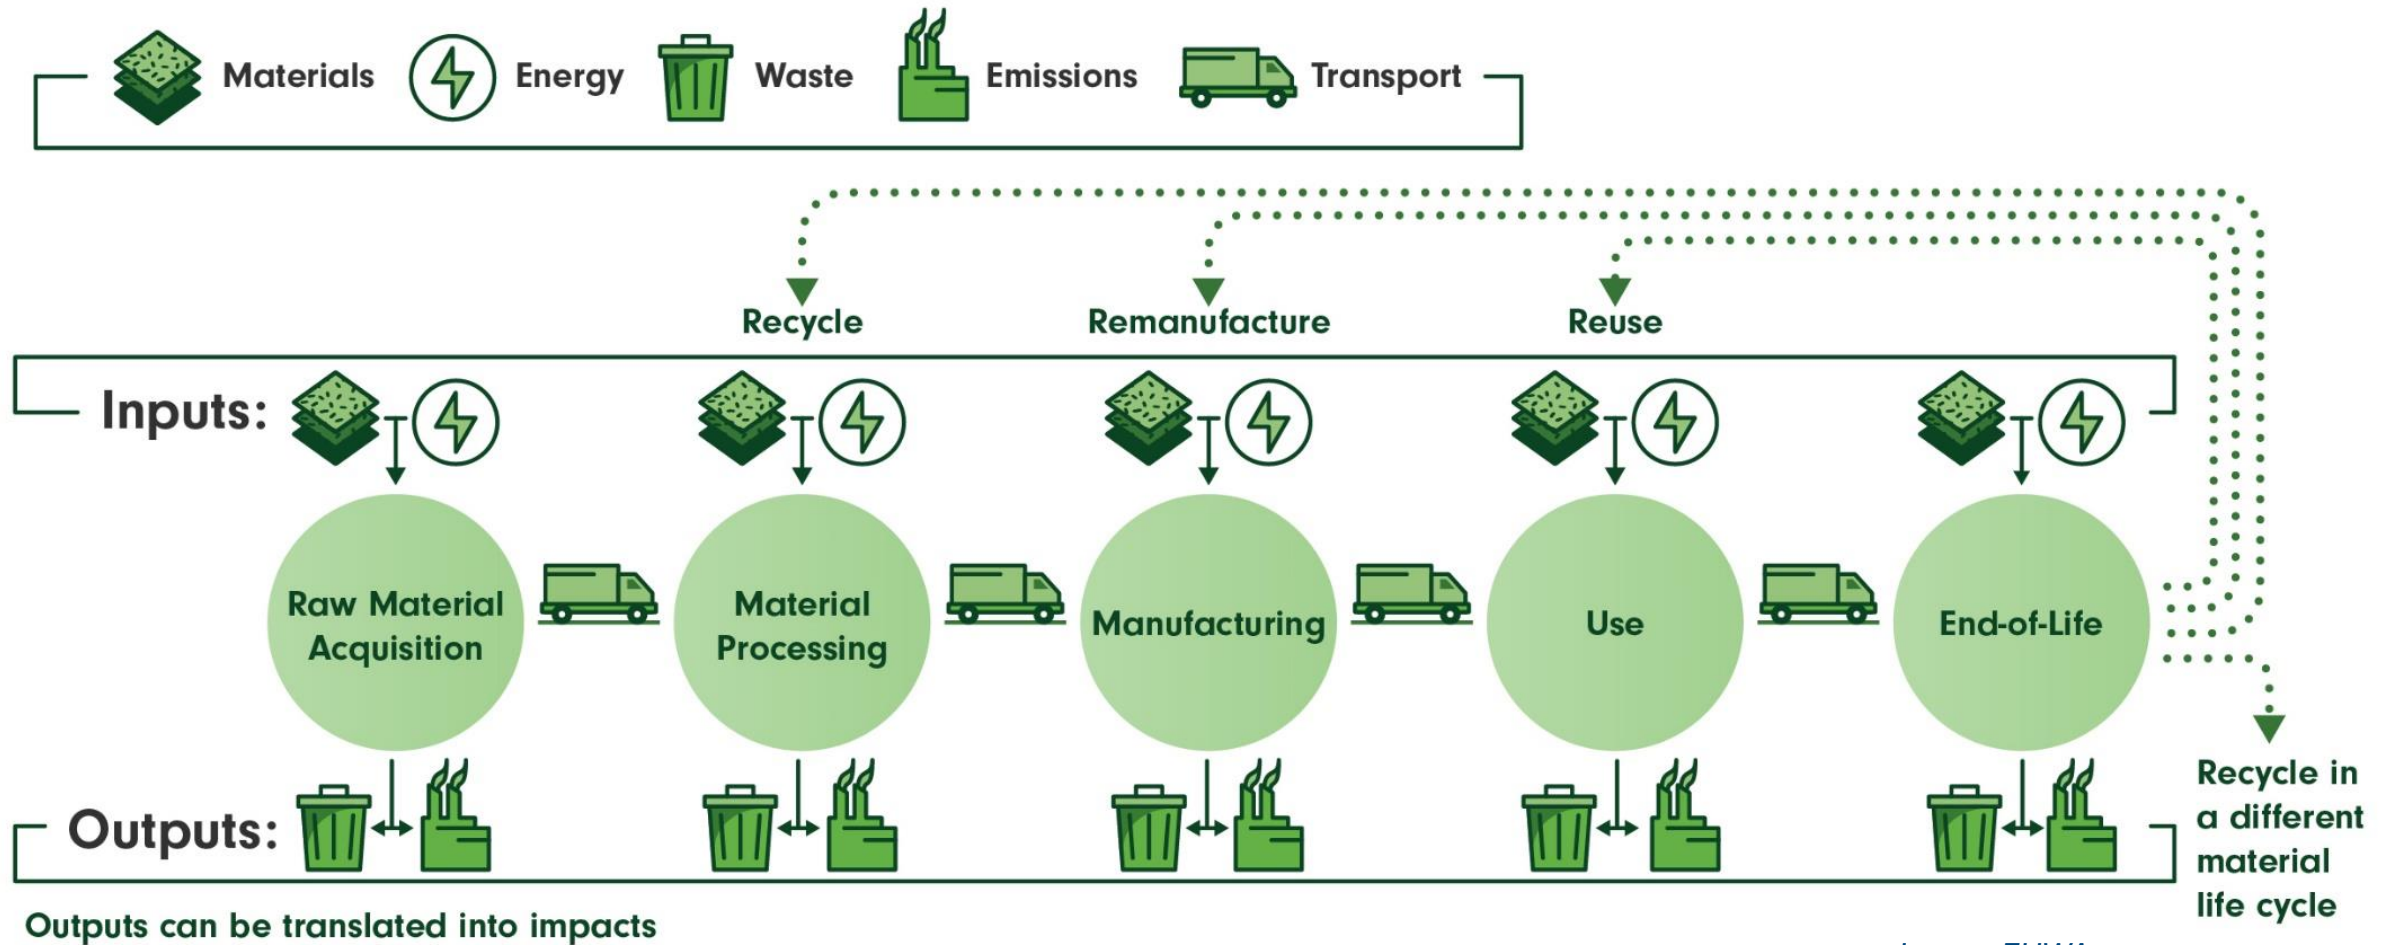 Materials
Energy
Waste
Emissions
Transport
Recycle
Remanufacture
Reuse
Inputs:
Raw Material
Acquisition
Material
Processing
Manufacturing
Use
End-of-Life
Outputs:
Recycle in
a different
material
life cycle
Outputs can be translated into impacts